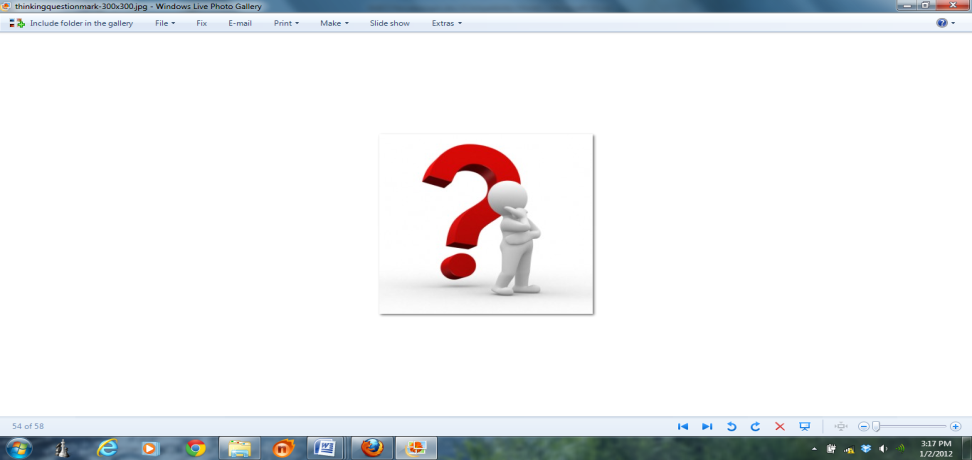 thinkingquestionmark-300x300.jpg - Windows Live Photo Gallery
Include folder in the gallery File Fix E-mail Print Make Slide show Extras
54 of 58
3:17 PM
1/2/2012